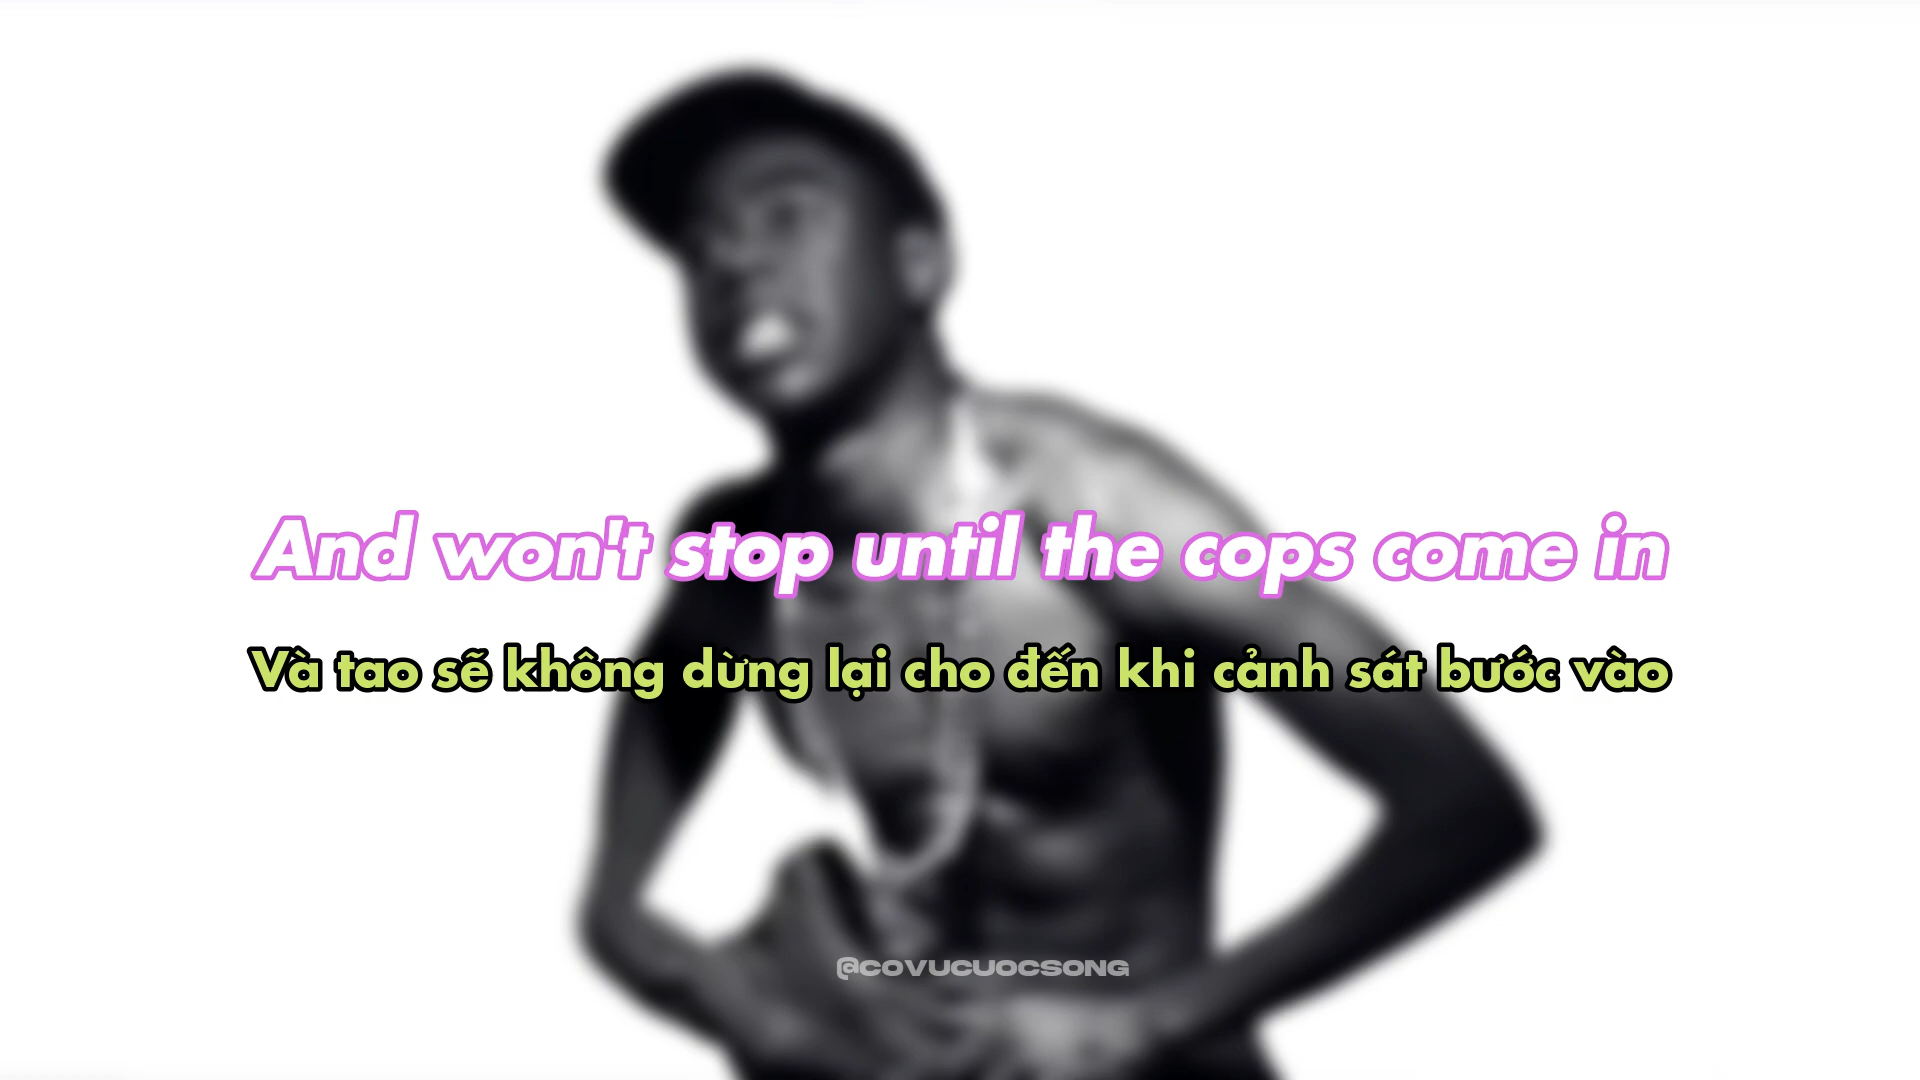 And won't stop until the cops come in
Và tao sẽ không dừng lại cho đến khi cảnh sát bước vào
@COVUCUOCSONG